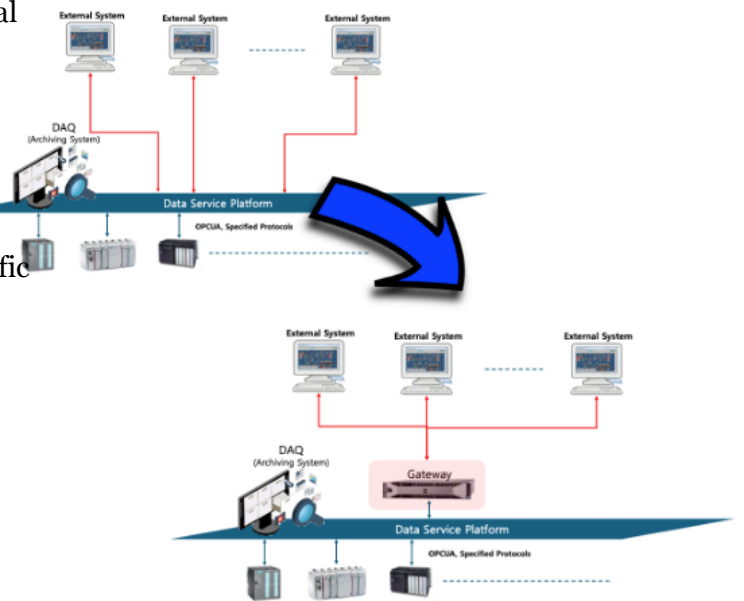 al
External System
External System
External System
DAQ
(Archiving System)
Data Service Platform
OPCUA, Specified Protocols
fic
External System
External System
External System
DAQ
(Archiving System)
Gateway
Data Service Platform
OPCUA, Specified Protocols